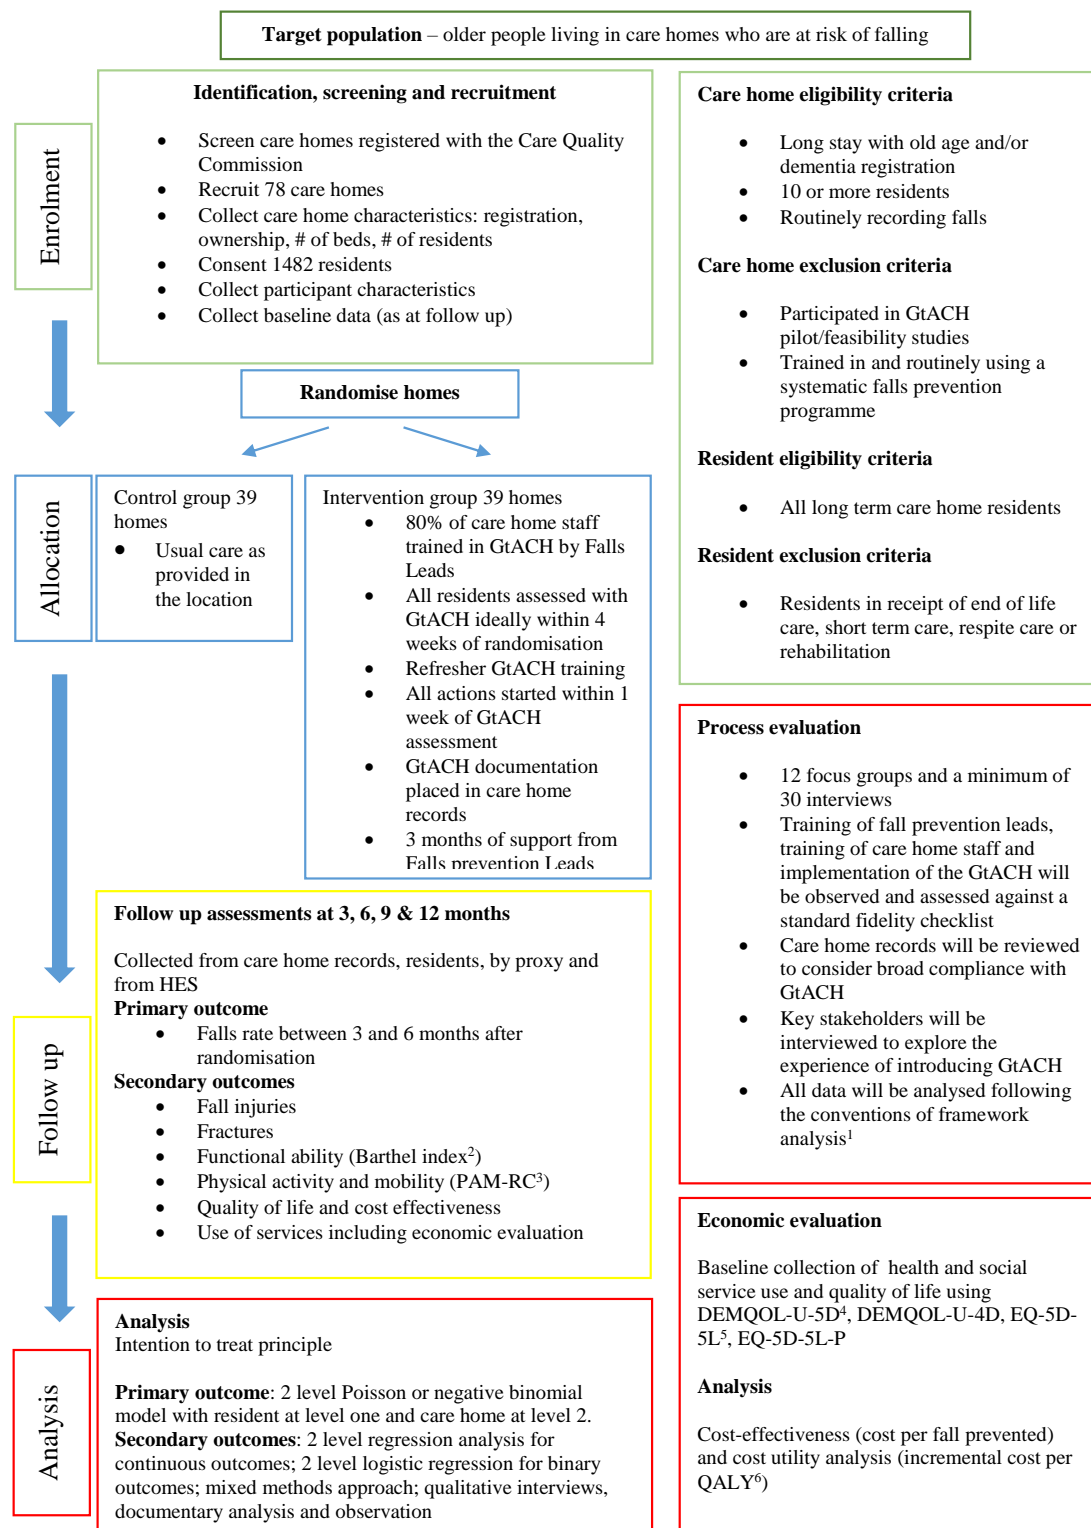 Target population – older people living in care homes who are at risk of falling
Enrolment
Identification, screening and recruitment
• Screen care homes registered with the Care Quality
Commission
• Recruit 78 care homes
• Collect care home characteristics: registration,
ownership, # of beds, # of residents
• Consent 1482 residents
• Collect participant characteristics
• Collect baseline data (as at follow up)
Randomise homes
Allocation
Control group 39
homes
• Usual care as
provided in
the location
Intervention group 39 homes
• 80% of care home staff
trained in GtACH by Falls
Leads
• All residents assessed with
GtACH ideally within 4
weeks of randomisation
• Refresher GtACH training
• All actions started within 1
week of GtACH
assessment
• GtACH documentation
placed in care home
records
• 3 months of support from
Falls prevention Leads
Follow up
Follow up assessments at 3, 6, 9 & 12 months
Collected from care home records, residents, by proxy and
from HES
Primary outcome
• Falls rate between 3 and 6 months after
randomisation
Secondary outcomes
• Fall injuries
• Fractures
• Functional ability (Barthel index²)
• Physical activity and mobility (PAM-RC³)
• Quality of life and cost effectiveness
• Use of services including economic evaluation
Analysis
Analysis
Intention to treat principle
Primary outcome: 2 level Poisson or negative binomial
model with resident at level one and care home at level 2.
Secondary outcomes: 2 level regression analysis for
continuous outcomes; 2 level logistic regression for binary
outcomes; mixed methods approach; qualitative interviews,
documentary analysis and observation
Care home eligibility criteria
• Long stay with old age and/or
dementia registration
• 10 or more residents
• Routinely recording falls
Care home exclusion criteria
• Participated in GtACH
pilot/feasibility studies
• Trained in and routinely using a
systematic falls prevention
programme
Resident eligibility criteria
• All long term care home residents
Resident exclusion criteria
• Residents in receipt of end of life
care, short term care, respite care or
rehabilitation
Process evaluation
• 12 focus groups and a minimum of
30 interviews
• Training of fall prevention leads,
training of care home staff and
implementation of the GtACH will
be observed and assessed against a
standard fidelity checklist
• Care home records will be reviewed
to consider broad compliance with
GtACH
• Key stakeholders will be
interviewed to explore the
experience of introducing GtACH
• All data will be analysed following
the conventions of framework
analysis¹
Economic evaluation
Baseline collection of health and social
service use and quality of life using
DEMQOL-U-5D⁴, DEMQOL-U-4D, EQ-5D-
5L⁵, EQ-5D-5L-P
Analysis
Cost-effectiveness (cost per fall prevented)
and cost utility analysis (incremental cost per
QALY⁶)